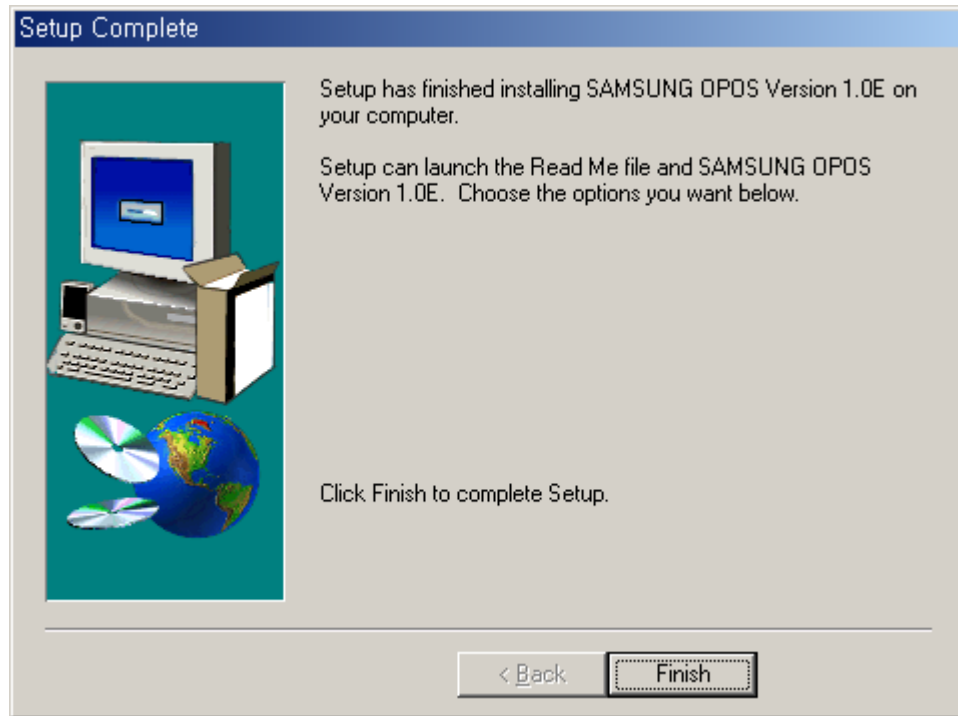 Setup Complete
Setup has finished installing SAMSUNG OPOS Version 1.0E on
your computer.
Setup can launch the Read Me file and SAMSUNG OPOS
Version 1.0E.  Choose the options you want below.
Click Finish to complete Setup.
< Back
Finish